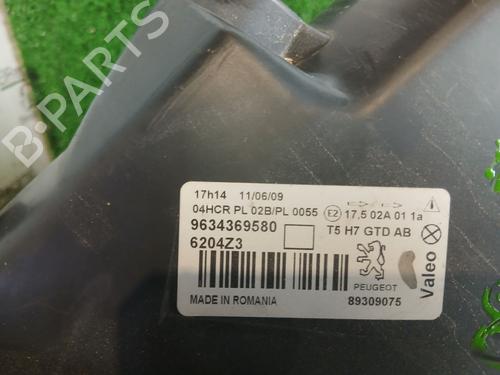 B-PARTS
17h14 11/06/09
04HCR PL 02B/PL 0055 E2 17,5 02A 01 1a
9634369580 T5 H7 GTD AB
6204Z3
PEUGEOT
Valeo
MADE IN ROMANIA 89309075